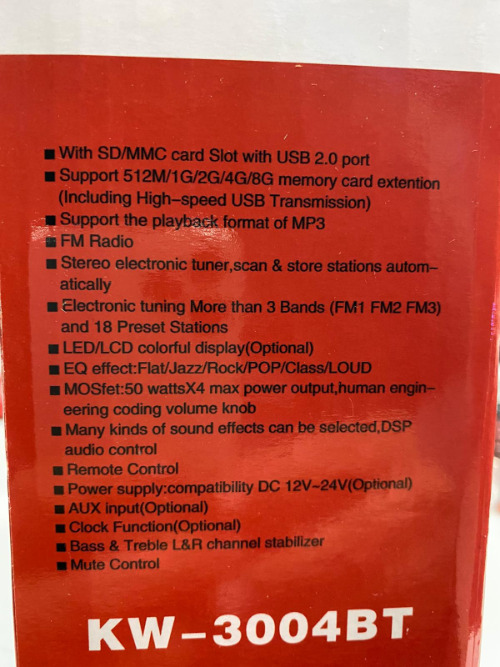 ■ With SD/MMC card Slot with USB 2.0 port
■ Support 512M/1G/2G/4G/8G memory card extention
(Including High-speed USB Transmission)
■ Support the playback format of MP3
■ FM Radio
■ Stereo electronic tuner,scan & store stations autom-
atically
■ Electronic tuning More than 3 Bands (FM1 FM2 FM3)
and 18 Preset Stations
■ LED/LCD colorful display(Optional)
■ EQ effect:Flat/Jazz/Rock/POP/Class/LOUD
■ MOSfet:50 wattsX4 max power output,human engin-
eering coding volume knob
■ Many kinds of sound effects can be selected,DSP
audio control
■ Remote Control
■ Power supply:compatibility DC 12V~24V(Optional)
■ AUX input(Optional)
■ Clock Function(Optional)
■ Bass & Treble L&R channel stabilizer
■ Mute Control
KW-3004BT